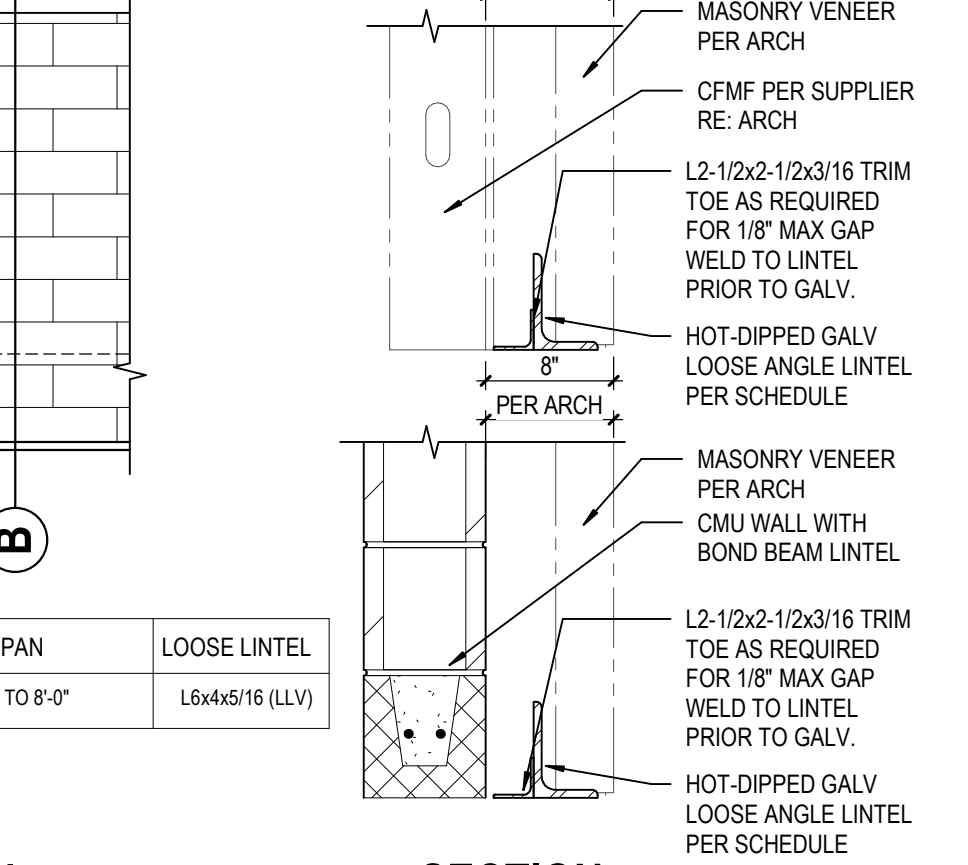 MASONRY VENEER
PER ARCH
CFMF PER SUPPLIER
RE: ARCH
L2-1/2x2-1/2x3/16 TRIM
TOE AS REQUIRED
FOR 1/8" MAX GAP
WELD TO LINTEL
PRIOR TO GALV.
HOT-DIPPED GALV
LOOSE ANGLE LINTEL
PER SCHEDULE
8"
PER ARCH
MASONRY VENEER
PER ARCH
CMU WALL WITH
BOND BEAM LINTEL
L2-1/2x2-1/2x3/16 TRIM
TOE AS REQUIRED
FOR 1/8" MAX GAP
WELD TO LINTEL
PRIOR TO GALV.
HOT-DIPPED GALV
LOOSE ANGLE LINTEL
PER SCHEDULE
B
PAN LOOSE LINTEL
TO 8'-0" L6x4x5/16 (LLV)
SECTION